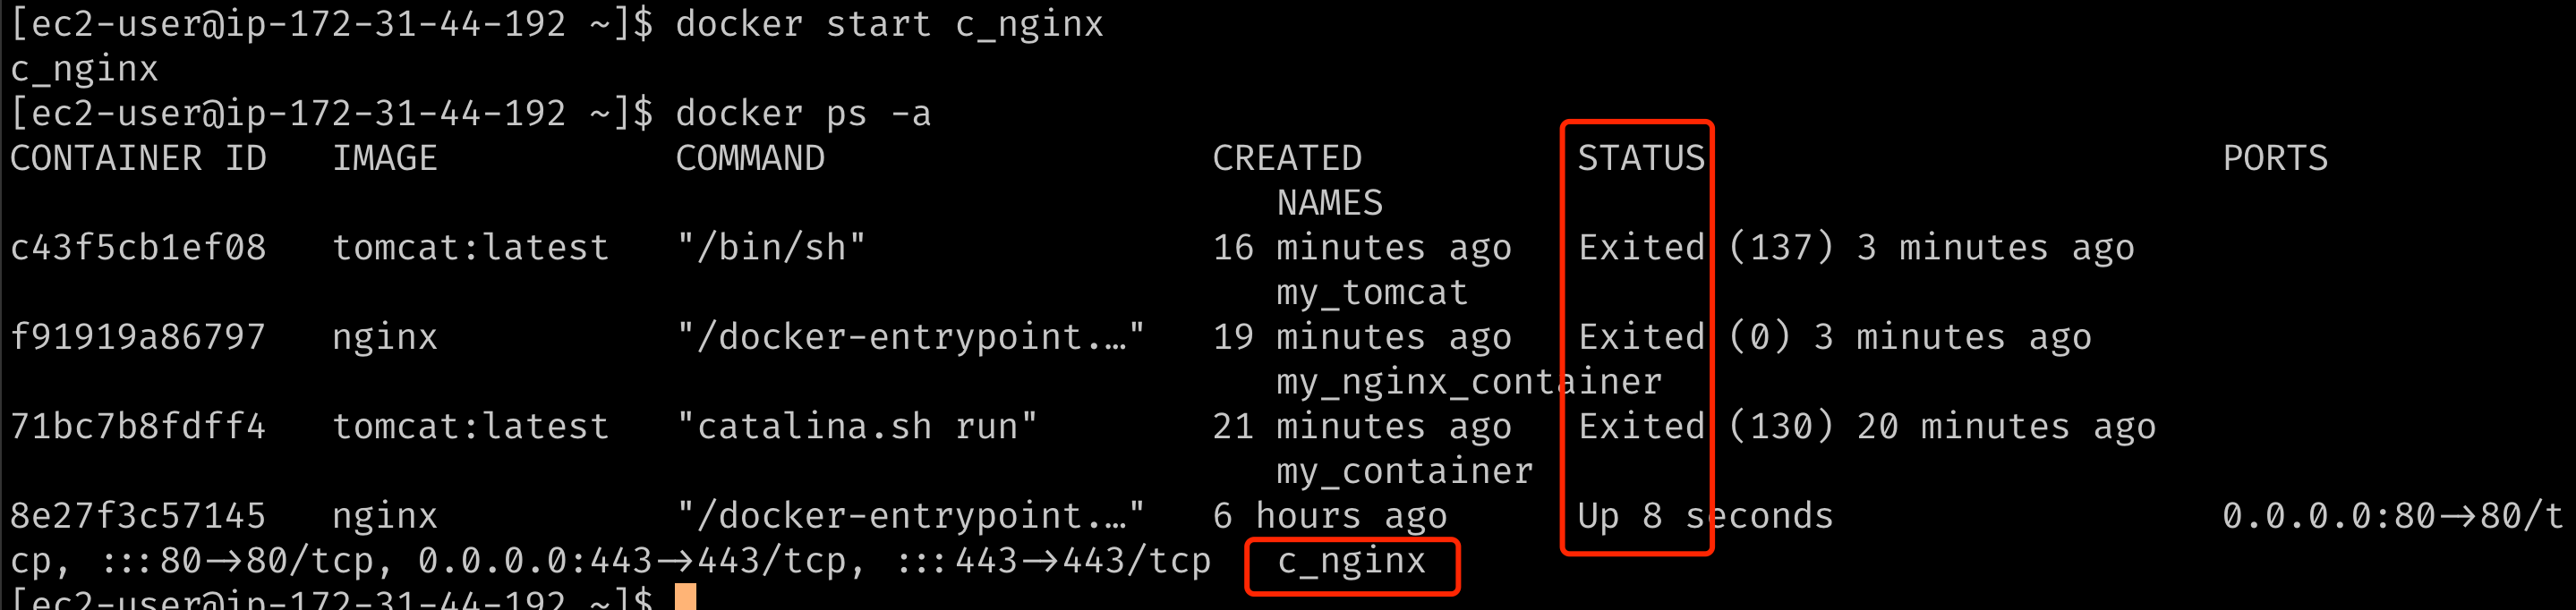 [ec2-user@ip-172-31-44-192 ~]$ docker start c_nginx
c_nginx
[ec2-user@ip-172-31-44-192 ~]$ docker ps -a
CONTAINER ID   IMAGE           COMMAND                  CREATED          STATUS                        PORTS
NAMES
c43f5cb1ef08   tomcat:latest   "/bin/sh"                16 minutes ago   Exited (137) 3 minutes ago
my_tomcat
f91919a86797   nginx           "/docker-entrypoint.…"   19 minutes ago   Exited (0) 3 minutes ago
my_nginx_container
71bc7b8fdff4   tomcat:latest   "catalina.sh run"        21 minutes ago   Exited (130) 20 minutes ago
my_container
8e27f3c57145   nginx           "/docker-entrypoint.…"   6 hours ago      Up 8 seconds                  0.0.0.0:80->80/t
cp, :::80->80/tcp, 0.0.0.0:443->443/tcp, :::443->443/tcp   c_nginx
[ec2-user@ip-172-31-44-192 ~]$